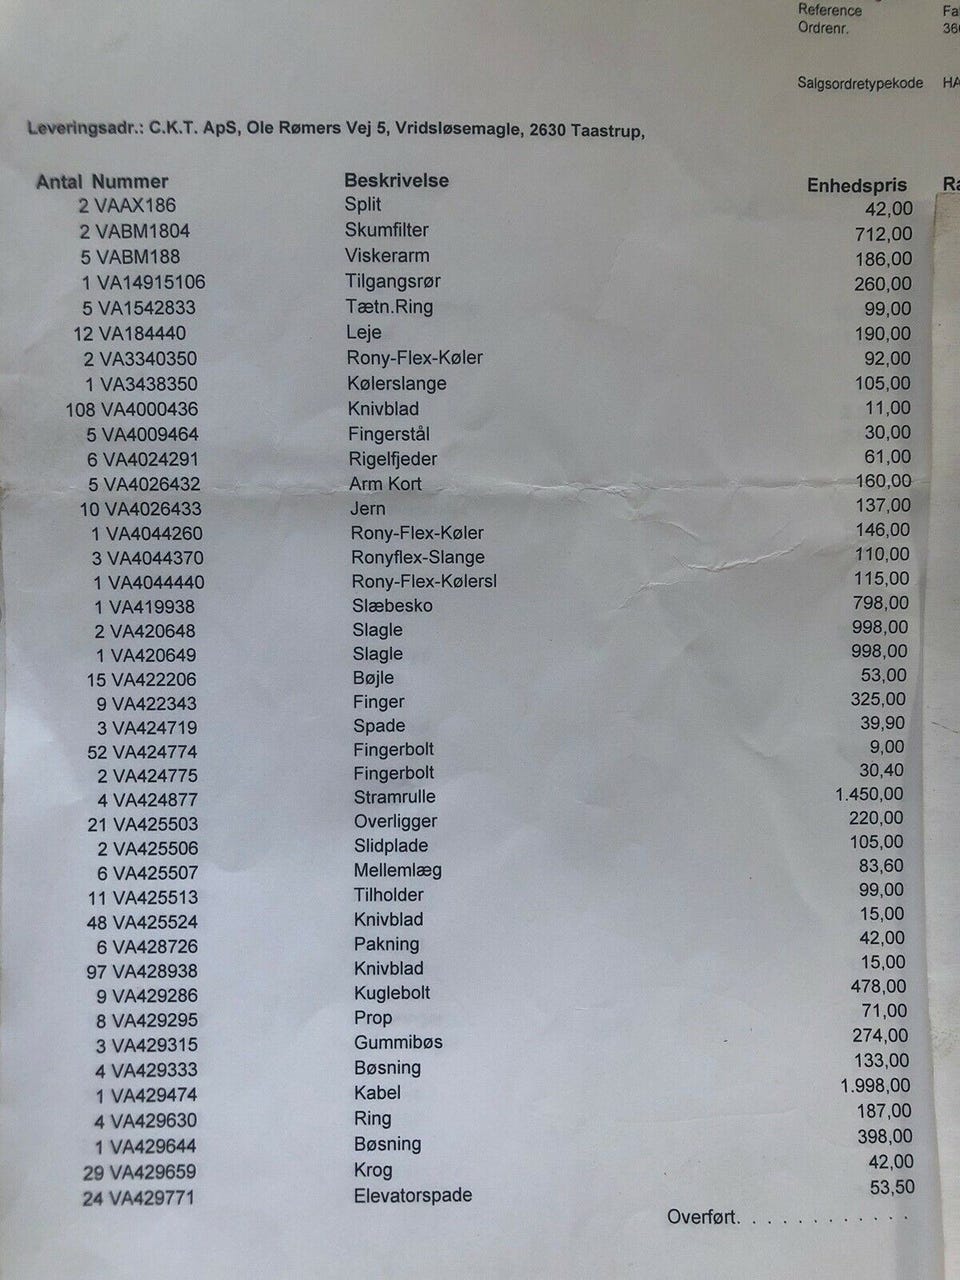 Reference Fa
Ordrenr. 36
Salgsordretypekode HA
Leveringsadr.: C.K.T. ApS, Ole Rømers Vej 5, Vridsløsemagle, 2630 Taastrup,
Antal Nummer Beskrivelse Enhedspris Ra
2 VAAX186 Split 42,00
2 VABM1804 Skumfilter 712,00
5 VABM188 Viskerarm 186,00
1 VA14915106 Tilgangsrør 260,00
5 VA1542833 Tætn.Ring 99,00
12 VA184440 Leje 190,00
2 VA3340350 Rony-Flex-Køler 92,00
1 VA3438350 Kølerslange 105,00
108 VA4000436 Knivblad 11,00
5 VA4009464 Fingerstål 30,00
6 VA4024291 Rigelfjeder 61,00
5 VA4026432 Arm Kort 160,00
10 VA4026433 Jern 137,00
1 VA4044260 Rony-Flex-Køler 146,00
3 VA4044370 Ronyflex-Slange 110,00
1 VA4044440 Rony-Flex-Kølersl 115,00
1 VA419938 Slæbesko 798,00
2 VA420648 Slagle 998,00
1 VA420649 Slagle 998,00
15 VA422206 Bøjle 53,00
9 VA422343 Finger 325,00
3 VA424719 Spade 39,90
52 VA424774 Fingerbolt 9,00
2 VA424775 Fingerbolt 30,40
4 VA424877 Stramrulle 1.450,00
21 VA425503 Overligger 220,00
2 VA425506 Slidplade 105,00
6 VA425507 Mellemlæg 83,60
11 VA425513 Tilholder 99,00
48 VA425524 Knivblad 15,00
6 VA428726 Pakning 42,00
97 VA428938 Knivblad 15,00
9 VA429286 Kuglebolt 478,00
8 VA429295 Prop 71,00
3 VA429315 Gummibøs 274,00
4 VA429333 Bøsning 133,00
1 VA429474 Kabel 1.998,00
4 VA429630 Ring 187,00
1 VA429644 Bøsning 398,00
29 VA429659 Krog 42,00
24 VA429771 Elevatorspade 53,50
Overført. . . . . . . . . . . .